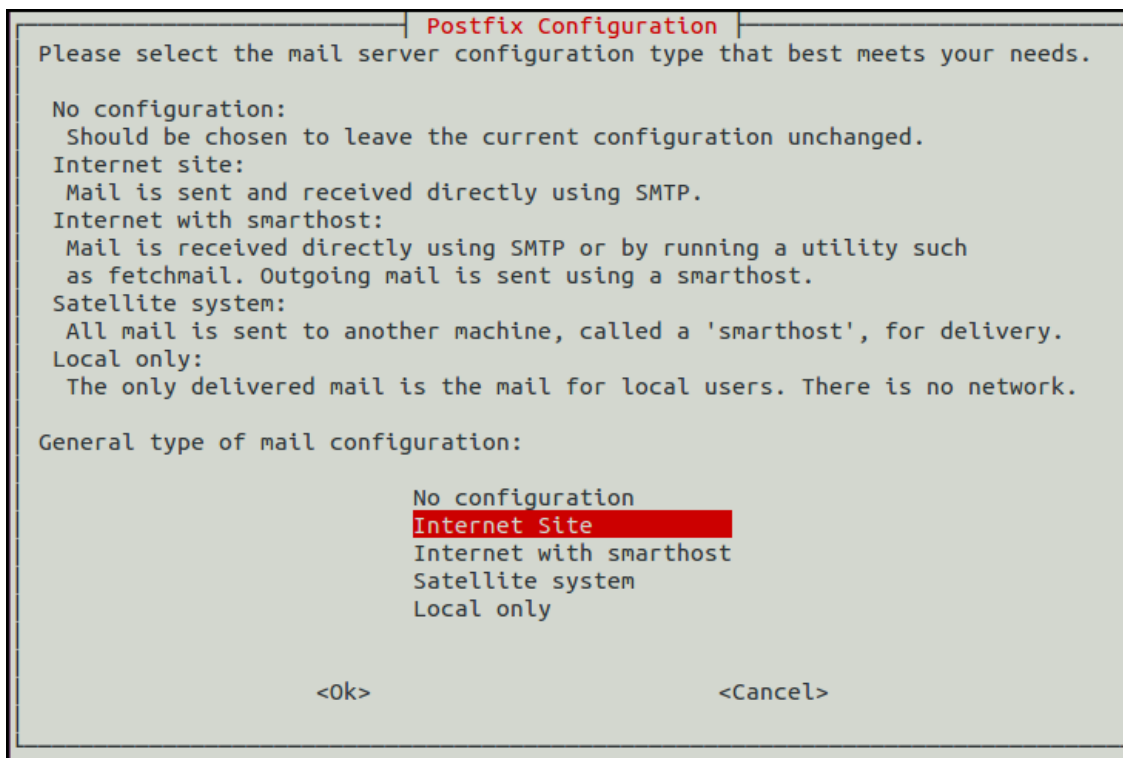 Postfix Configuration
Please select the mail server configuration type that best meets your needs.
No configuration:
Should be chosen to leave the current configuration unchanged.
Internet site:
Mail is sent and received directly using SMTP.
Internet with smarthost:
Mail is received directly using SMTP or by running a utility such
as fetchmail. Outgoing mail is sent using a smarthost.
Satellite system:
All mail is sent to another machine, called a 'smarthost', for delivery.
Local only:
The only delivered mail is the mail for local users. There is no network.
General type of mail configuration:
No configuration
Internet Site
Internet with smarthost
Satellite system
Local only
<Ok> <Cancel>